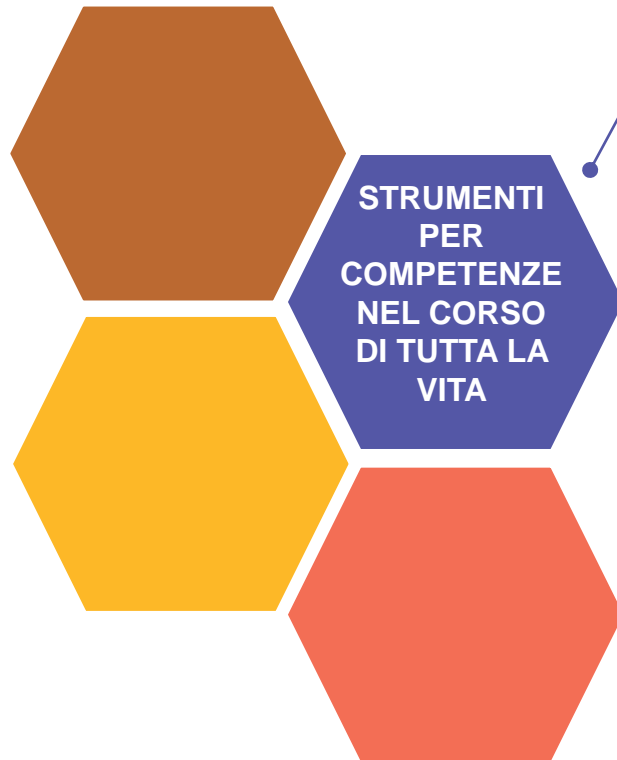 STRUMENTI
PER
COMPETENZE
NEL CORSO
DI TUTTA LA
VITA